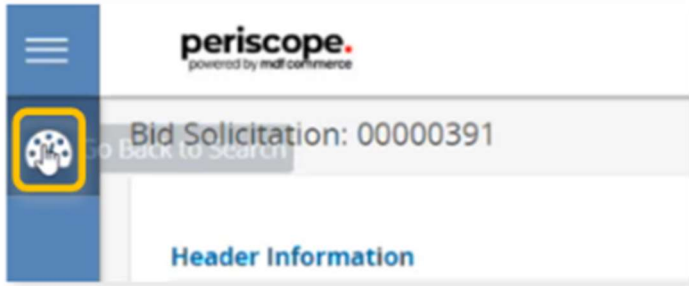 periscope.
powered by mdf commerce
Bid Solicitation: 00000391
Go Back to Search
Header Information